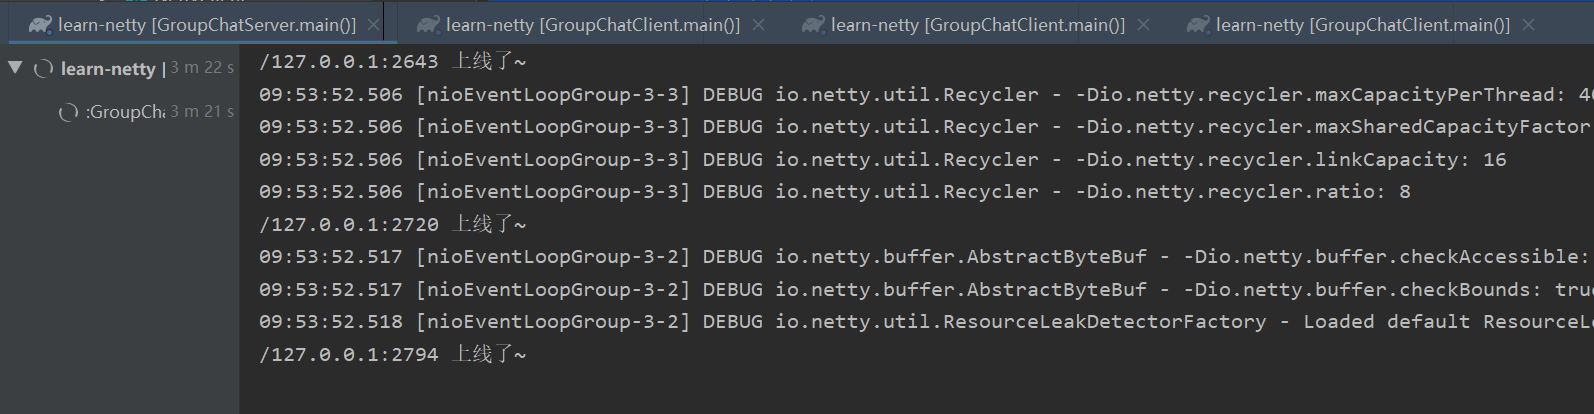 learn-netty [GroupChatServer.main()]
learn-netty [GroupChatClient.main()]
learn-netty [GroupChatClient.main()]
learn-netty [GroupChatClient.main()]
learn-netty 3 m 22 s
:GroupCha 3 m 21 s
/127.0.0.1:2643 上线了~
09:53:52.506 [nioEventLoopGroup-3-3] DEBUG io.netty.util.Recycler - -Dio.netty.recycler.maxCapacityPerThread: 40
09:53:52.506 [nioEventLoopGroup-3-3] DEBUG io.netty.util.Recycler - -Dio.netty.recycler.maxSharedCapacityFactor
09:53:52.506 [nioEventLoopGroup-3-3] DEBUG io.netty.util.Recycler - -Dio.netty.recycler.linkCapacity: 16
09:53:52.506 [nioEventLoopGroup-3-3] DEBUG io.netty.util.Recycler - -Dio.netty.recycler.ratio: 8
/127.0.0.1:2720 上线了~
09:53:52.517 [nioEventLoopGroup-3-2] DEBUG io.netty.buffer.AbstractByteBuf - -Dio.netty.buffer.checkAccessible:
09:53:52.517 [nioEventLoopGroup-3-2] DEBUG io.netty.buffer.AbstractByteBuf - -Dio.netty.buffer.checkBounds: true
09:53:52.518 [nioEventLoopGroup-3-2] DEBUG io.netty.util.ResourceLeakDetectorFactory - Loaded default ResourceLe
/127.0.0.1:2794 上线了~